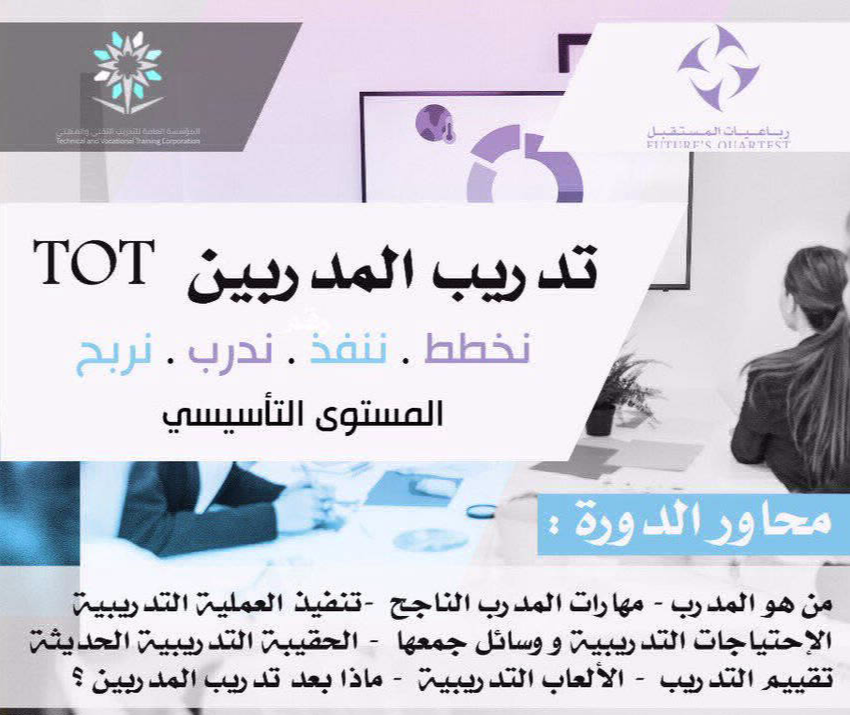 المؤسسة العامة للتدريب التقني والمهني
Technical and Vocational Training Corporation
رباعيات المستقبل
FUTURE'S QUARTEST
تدريب المدربين TOT
نخطط . ننفذ . ندرب . نربح
المستوى التأسيسي
محاور الدورة :
من هو المدرب - مهارات المدرب الناجح -تنفيذ العملية التدريبية
الإحتياجات التدريبية و وسائل جمعها - الحقيبة التدريبية الحديثة
تقييم التدريب - الألعاب التدريبية - ماذا بعد تدريب المدربين ؟